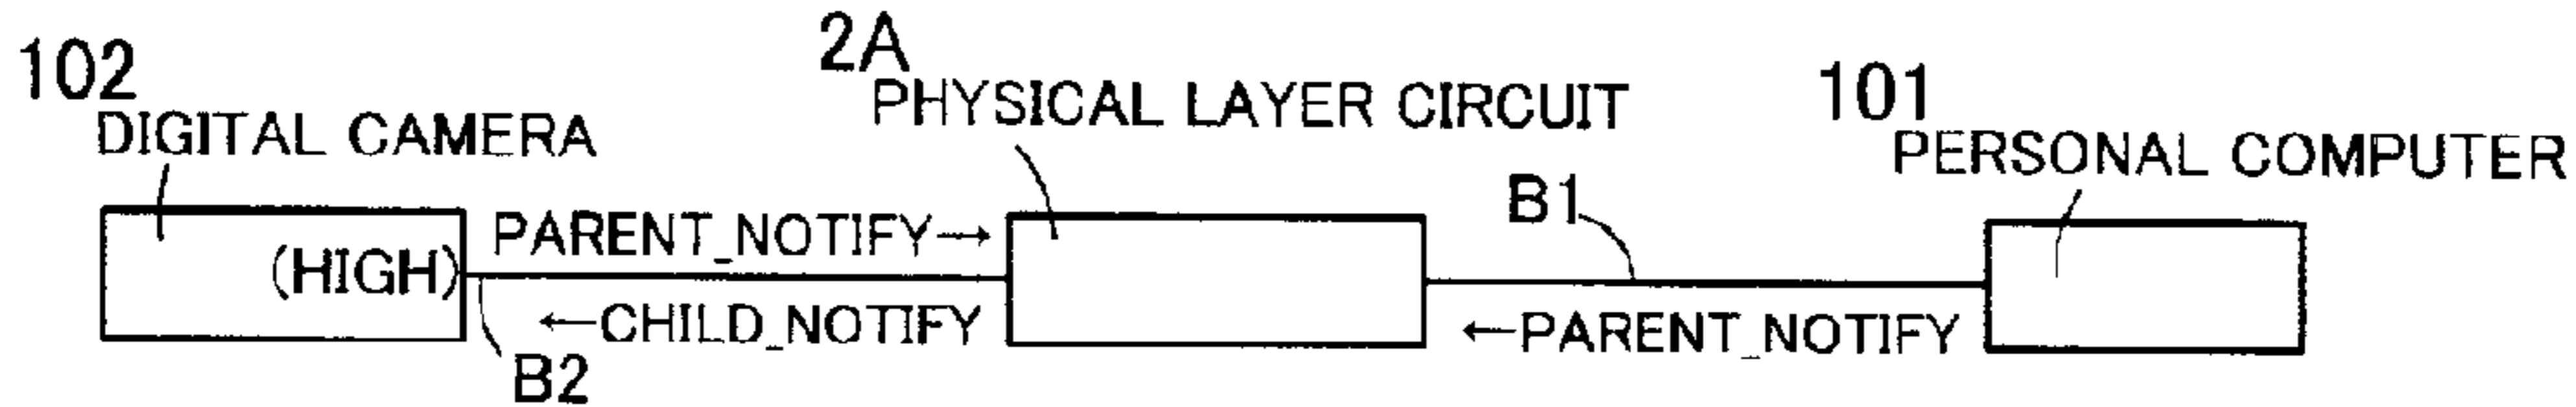 102
DIGITAL CAMERA
2A
PHYSICAL LAYER CIRCUIT
101
PERSONAL COMPUTER
(HIGH)
PARENT_NOTIFY→
←CHILD_NOTIFY
B2
B1
←PARENT_NOTIFY